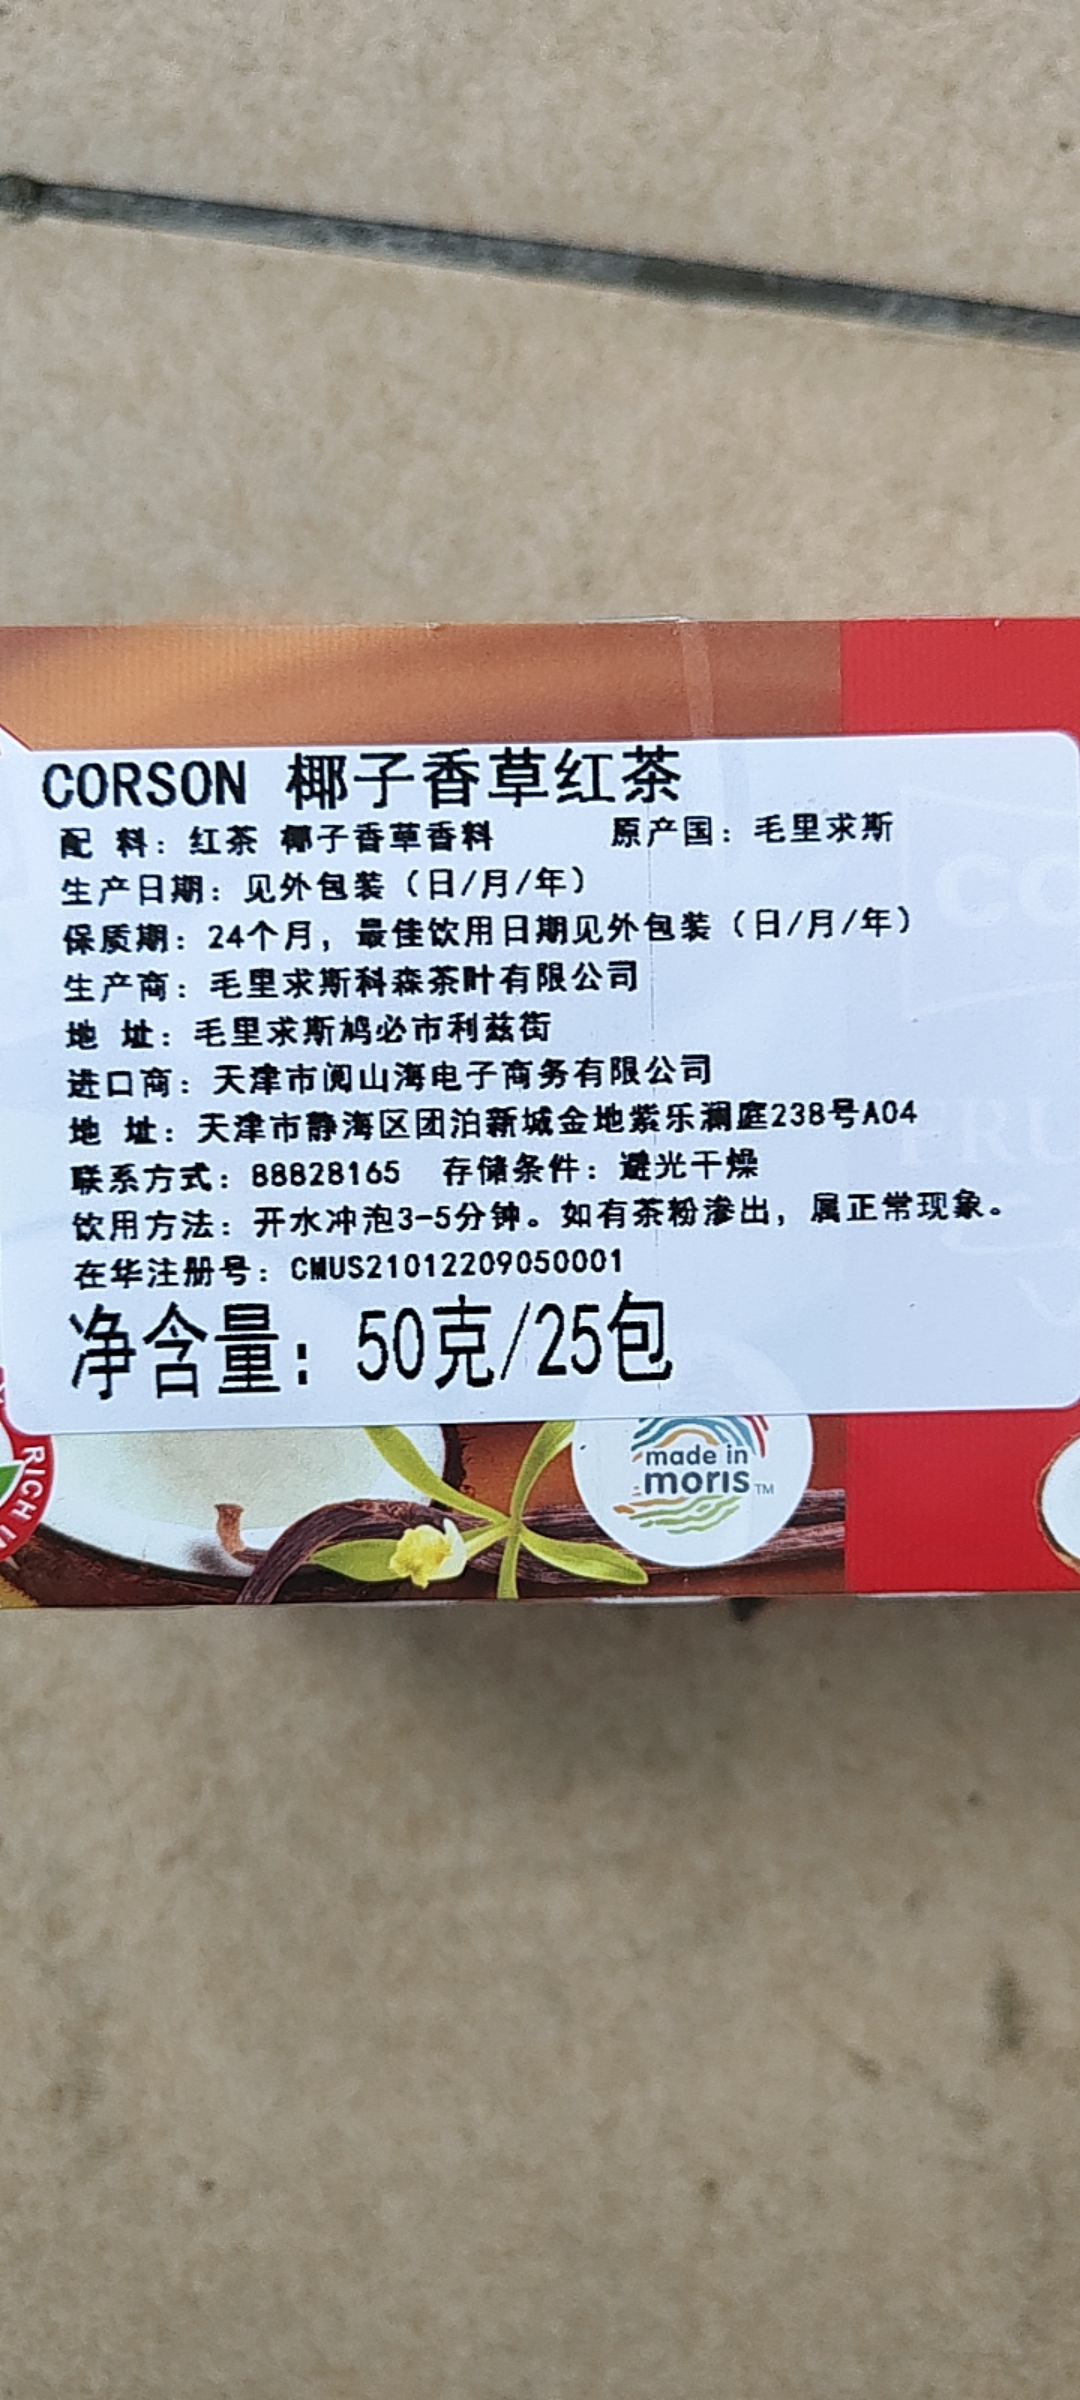 CORSON 椰子香草红茶
配 料：红茶 椰子香草香料 原产国：毛里求斯
生产日期：见外包装（日/月/年）
保质期：24个月，最佳饮用日期见外包装（日/月/年）
生产商：毛里求斯科森茶叶有限公司
地 址：毛里求斯鸠必市利兹街
进口商：天津市阅山海电子商务有限公司
地 址：天津市静海区团泊新城金地紫乐澜庭238号A04
联系方式：88828165 存储条件：避光干燥
饮用方法：开水冲泡3-5分钟。如有茶粉渗出，属正常现象。
在华注册号：CMUS21012209050001
净含量：50克/25包
RICH
made in
moris™